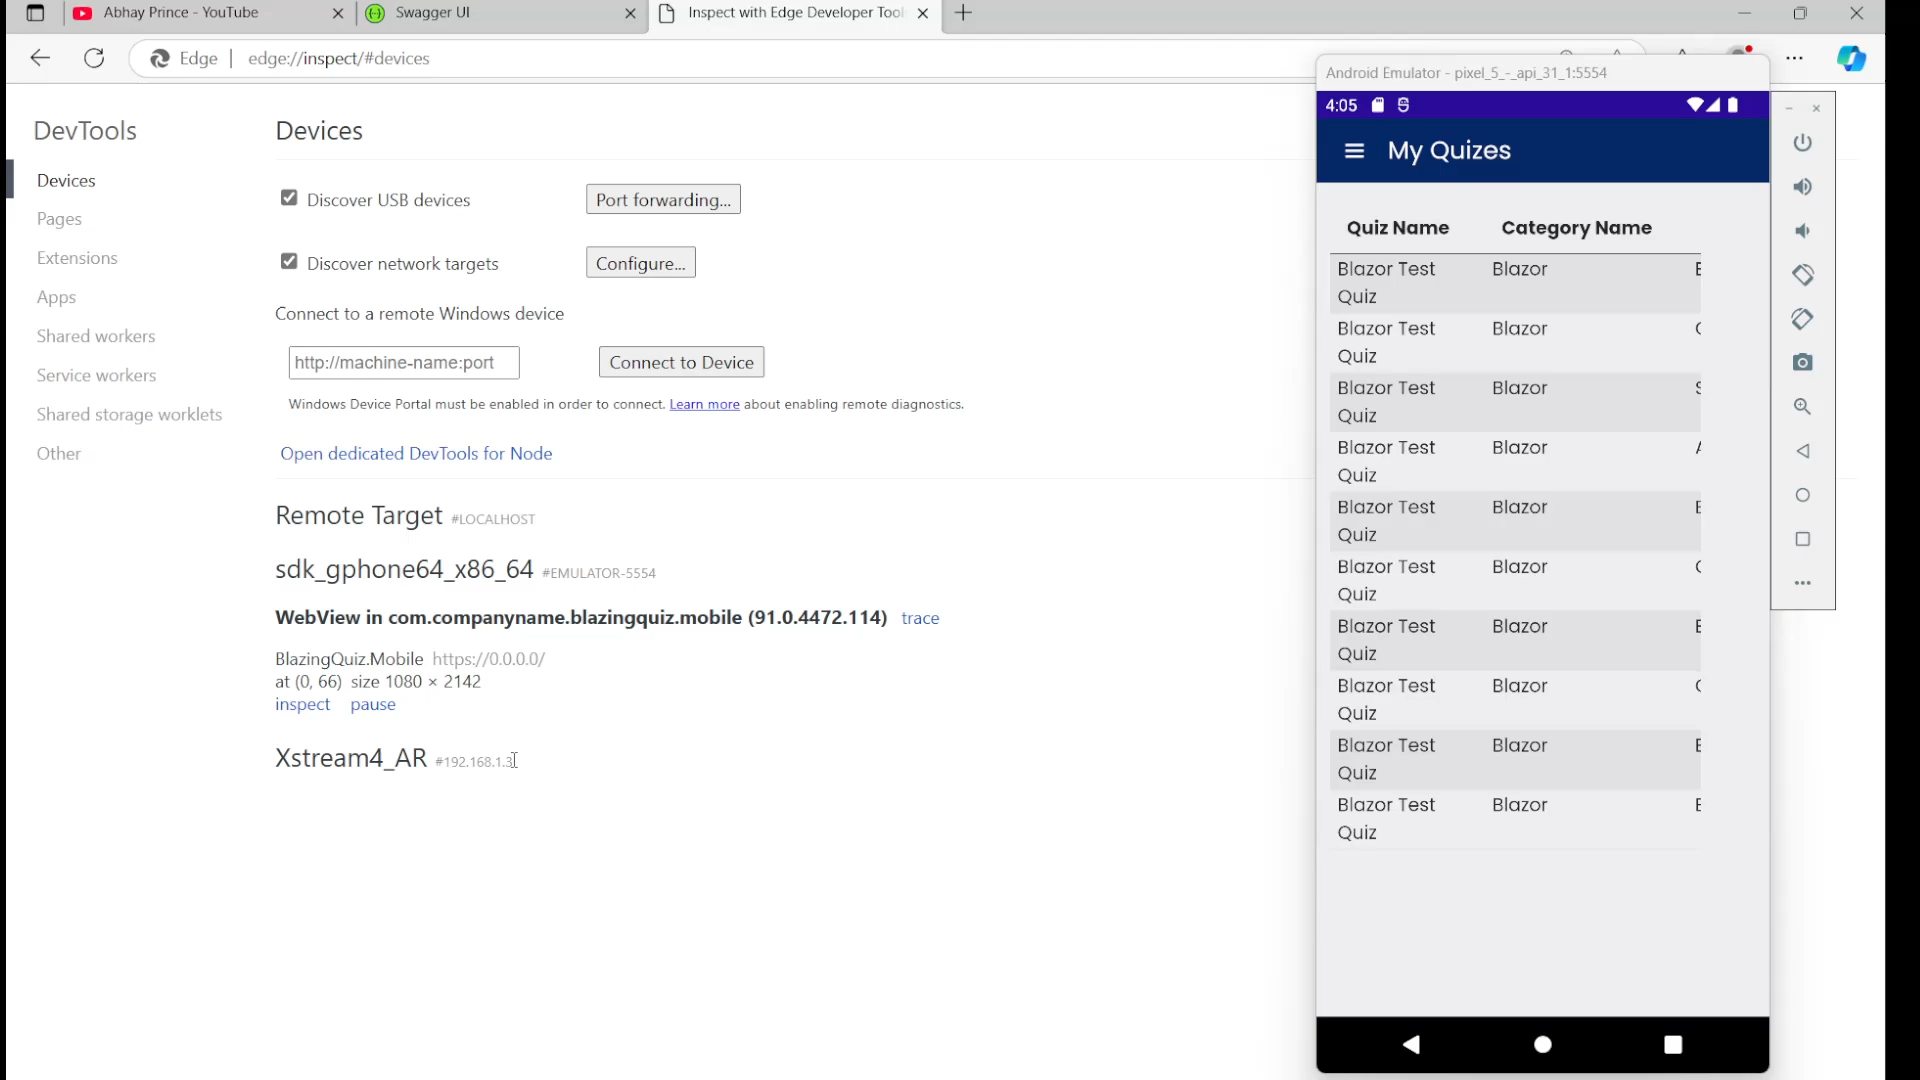 Abhay Prince - YouTube
Swagger UI
Inspect with Edge Developer Tool
Edge
edge://inspect/#devices
DevTools
Devices
Pages
Extensions
Apps
Shared workers
Service workers
Shared storage worklets
Other
Devices
Discover USB devices
Port forwarding...
Discover network targets
Configure...
Connect to a remote Windows device
http://machine-name:port
Connect to Device
Windows Device Portal must be enabled in order to connect. Learn more about enabling remote diagnostics.
Open dedicated DevTools for Node
Remote Target #LOCALHOST
sdk_gphone64_x86_64 #EMULATOR-5554
WebView in com.companyname.blazingquiz.mobile (91.0.4472.114) trace
BlazingQuiz.Mobile https://0.0.0.0/
at (0, 66) size 1080 × 2142
inspect pause
Xstream4_AR #192.168.1.3
Android Emulator - pixel_5_-_api_31_1:5554
4:05
My Quizes
Quiz Name Category Name
Blazor Test Blazor
Quiz
Blazor Test Blazor
Quiz
Blazor Test Blazor
Quiz
Blazor Test Blazor
Quiz
Blazor Test Blazor
Quiz
Blazor Test Blazor
Quiz
Blazor Test Blazor
Quiz
Blazor Test Blazor
Quiz
Blazor Test Blazor
Quiz
Blazor Test Blazor
Quiz